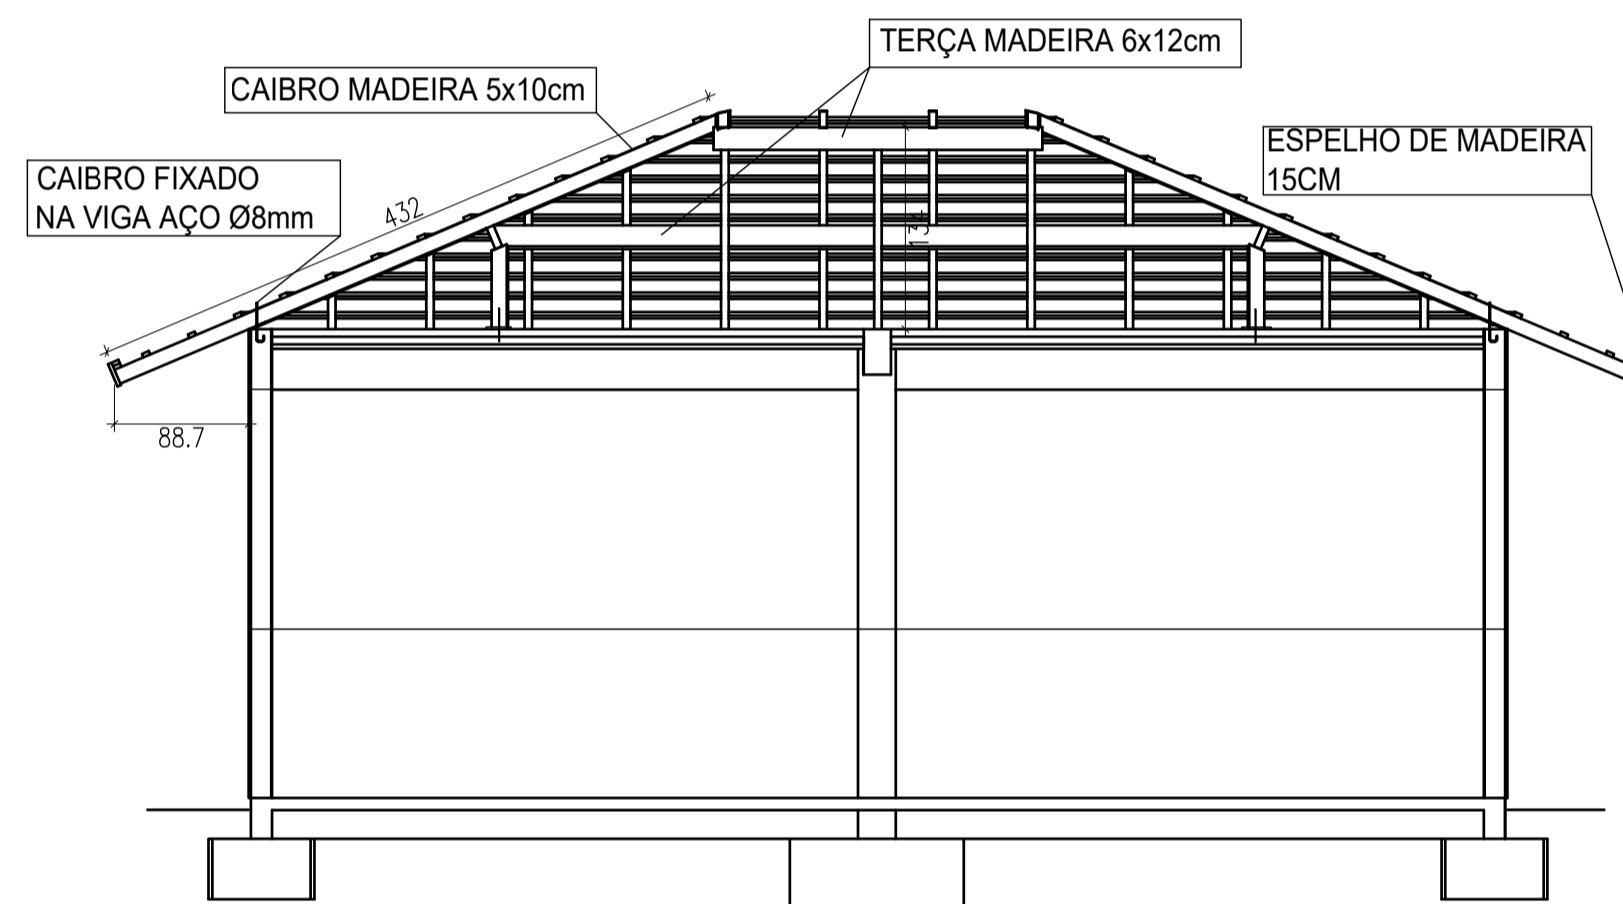 TERÇA MADEIRA 6x12cm
CAIBRO MADEIRA 5x10cm
ESPELHO DE MADEIRA
15CM
CAIBRO FIXADO
NA VIGA AÇO Ø8mm
432
134
88.7